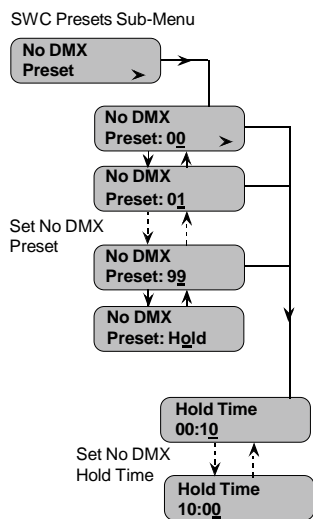 SWC Presets Sub-Menu
No DMX
Preset
No DMX
Preset: 00
No DMX
Preset: 01
Set No DMX
Preset
No DMX
Preset: 99
No DMX
Preset: Hold
Hold Time
00:10
Set No DMX
Hold Time
Hold Time
10:00